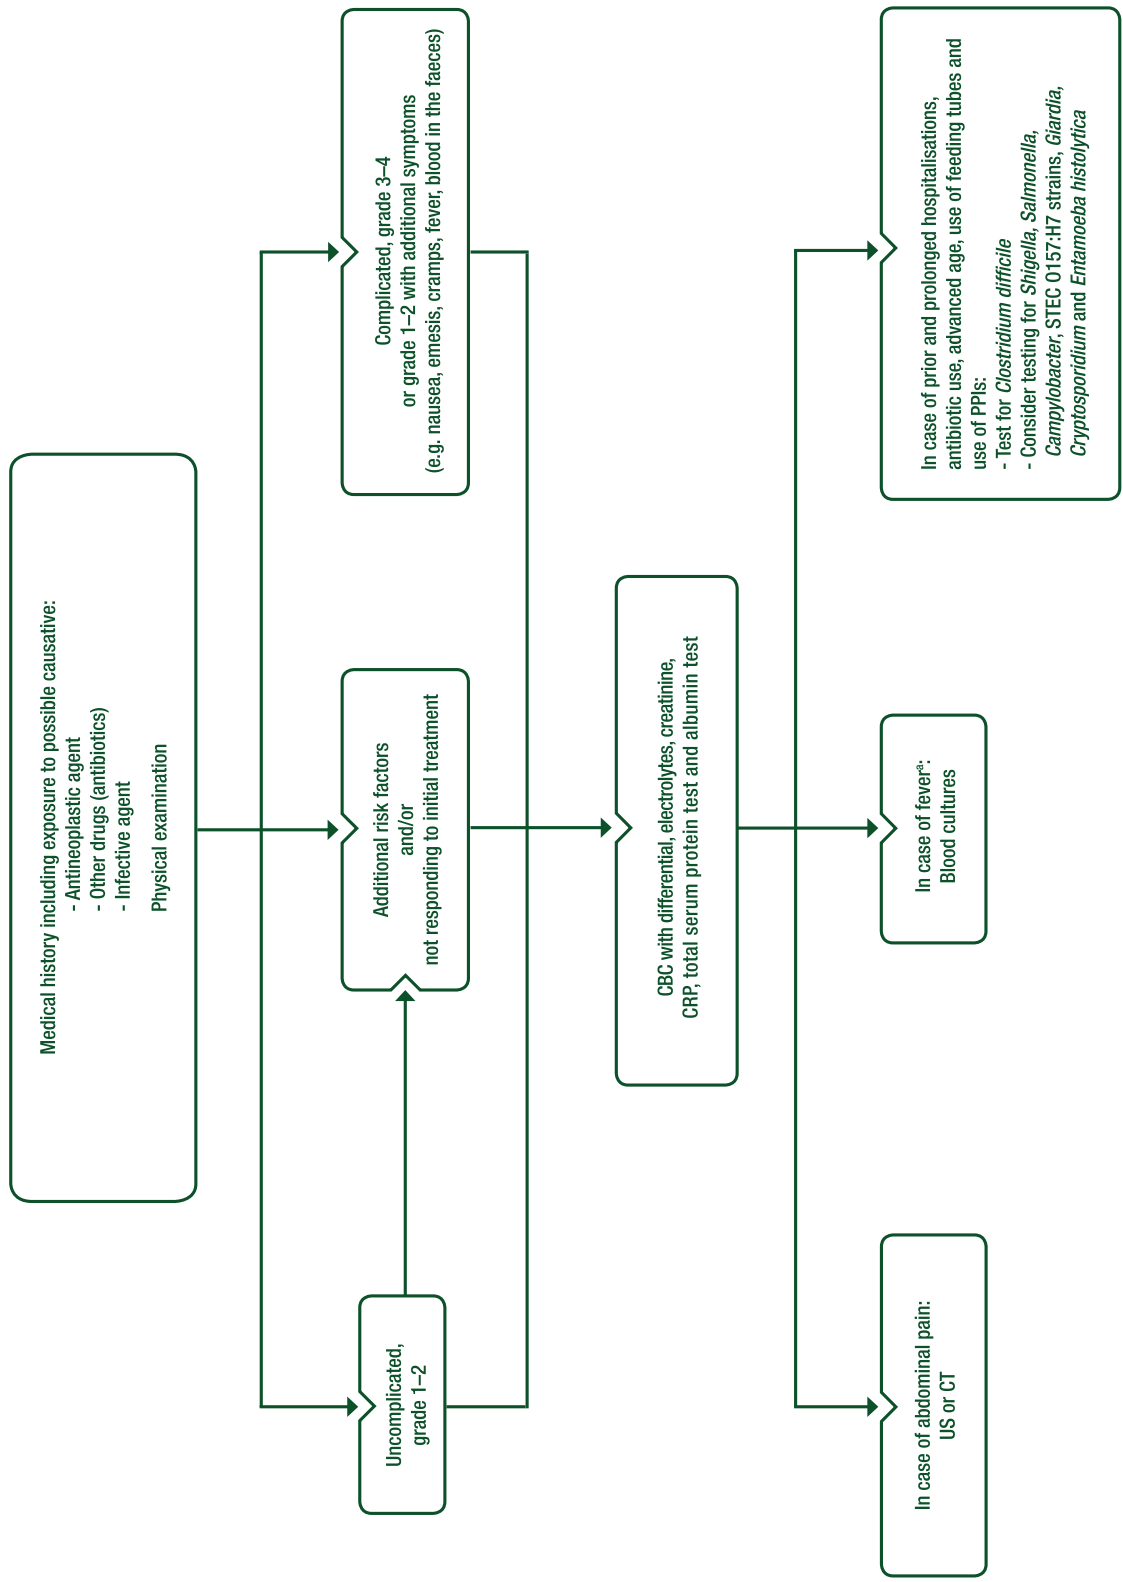 Medical history including exposure to possible causative:
- Antineoplastic agent
- Other drugs (antibiotics)
- Infective agent
Physical examination
Uncomplicated,
grade 1–2
Additional risk factors
and/or
not responding to initial treatment
Complicated, grade 3–4
or grade 1–2 with additional symptoms
(e.g. nausea, emesis, cramps, fever, blood in the faeces)
CBC with differential, electrolytes, creatinine,
CRP, total serum protein test and albumin test
In case of abdominal pain:
US or CT
In case of feverª:
Blood cultures
In case of prior and prolonged hospitalisations,
antibiotic use, advanced age, use of feeding tubes and
use of PPIs:
- Test for Clostridium difficile
- Consider testing for Shigella, Salmonella,
Campylobacter, STEC O157:H7 strains, Giardia,
Cryptosporidium and Entamoeba histolytica